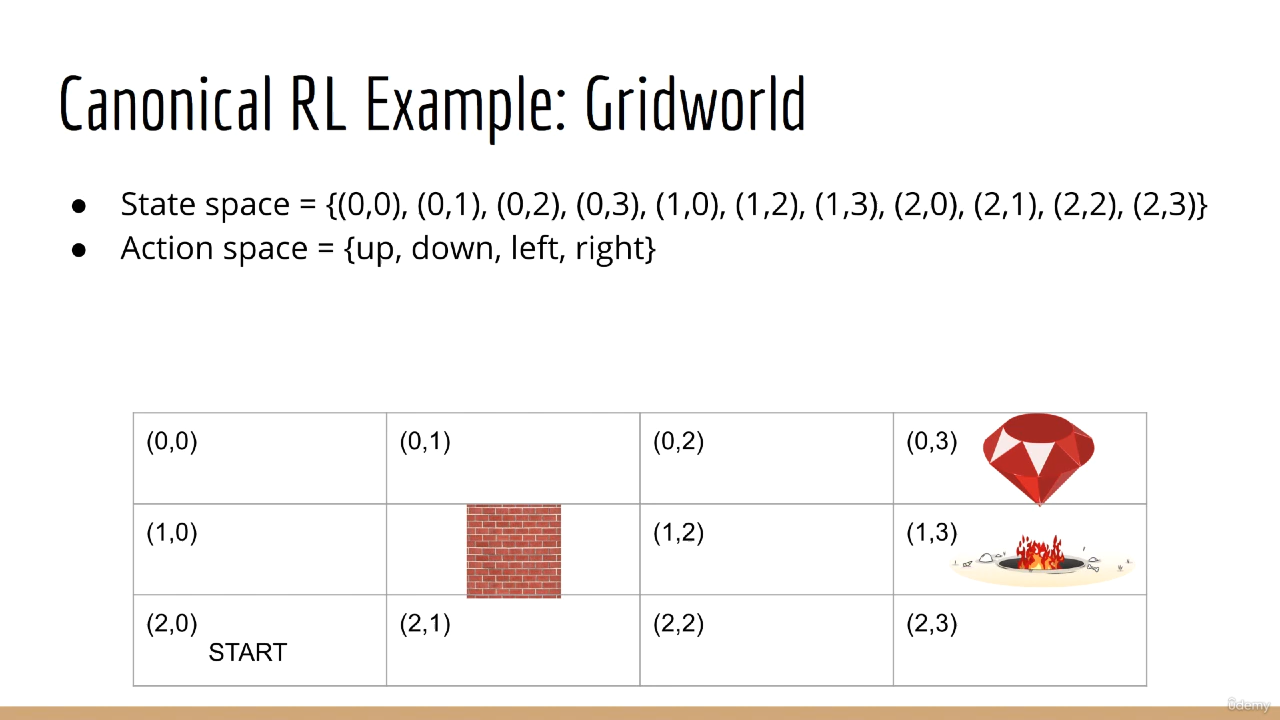 Canonical RL Example: Gridworld
● State space = {(0,0), (0,1), (0,2), (0,3), (1,0), (1,2), (1,3), (2,0), (2,1), (2,2), (2,3)}
● Action space = {up, down, left, right}
(0,0) (0,1) (0,2) (0,3)
(1,0) (1,2) (1,3)
(2,0) (2,1) (2,2) (2,3)
START
ûdemy